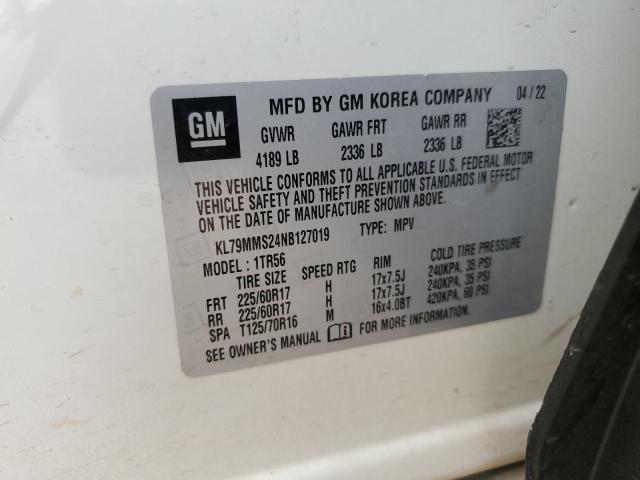 GM MFD BY GM KOREA COMPANY 04 / 22
GVWR GAWR FRT GAWR RR
4189 LB 2336 LB 2336 LB
THIS VEHICLE CONFORMS TO ALL APPLICABLE U.S. FEDERAL MOTOR
VEHICLE SAFETY AND THEFT PREVENTION STANDARDS IN EFFECT
ON THE DATE OF MANUFACTURE SHOWN ABOVE.
KL79MMS24NB127019 TYPE: MPV
MODEL: 1TR56
TIRE SIZE SPEED RTG RIM COLD TIRE PRESSURE
FRT 225/60R17 H 17x7.5J 240KPA, 35 PSI
RR 225/60R17 H 17x7.5J 240KPA, 35 PSI
SPA T125/70R16 M 16x4.0BT 420KPA, 60 PSI
SEE OWNER'S MANUAL FOR MORE INFORMATION.